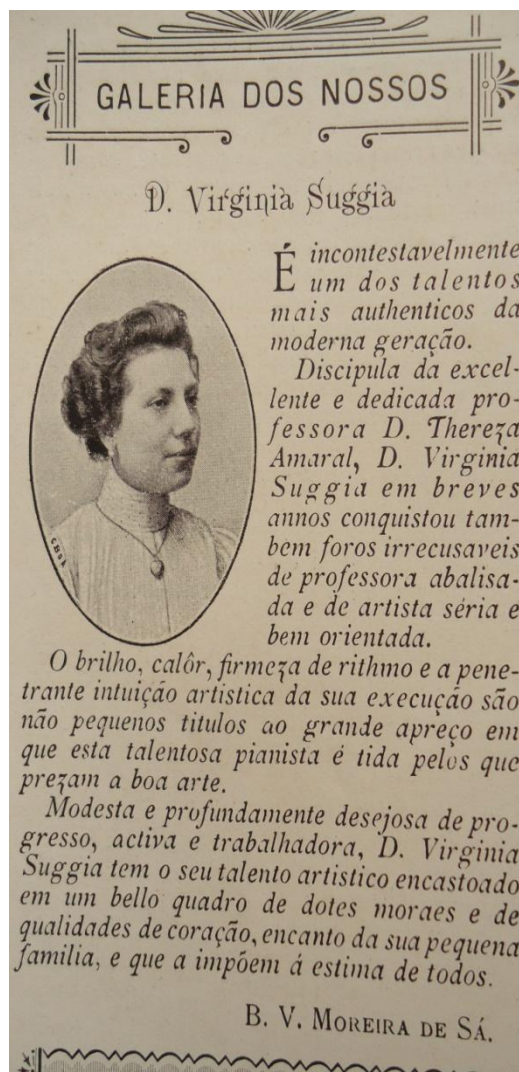 GALERIA DOS NOSSOS
D. Virginia Suggia
É incontestavelmente
um dos talentos
mais authenticos da
moderna geração.
Discipula da excel-
lente e dedicada pro-
fessora D. Thereza
Amaral, D. Virginia
Suggia em breves
annos conquistou tam-
bem foros irrecusaveis
de professora abalisa-
da e de artista séria e
bem orientada.
O brilho, calôr, firmeza de rithmo e a pene-
trante intuição artistica da sua execução são
não pequenos titulos ao grande apreço em
que esta talentosa pianista é tida pelos que
prezam a boa arte.
Modesta e profundamente desejosa de pro-
gresso, activa e trabalhadora, D. Virginia
Suggia tem o seu talento artistico encastoado
em um bello quadro de dotes moraes e de
qualidades de coração, encanto da sua pequena
familia, e que a impõem á estima de todos.
B. V. MOREIRA DE SÁ.